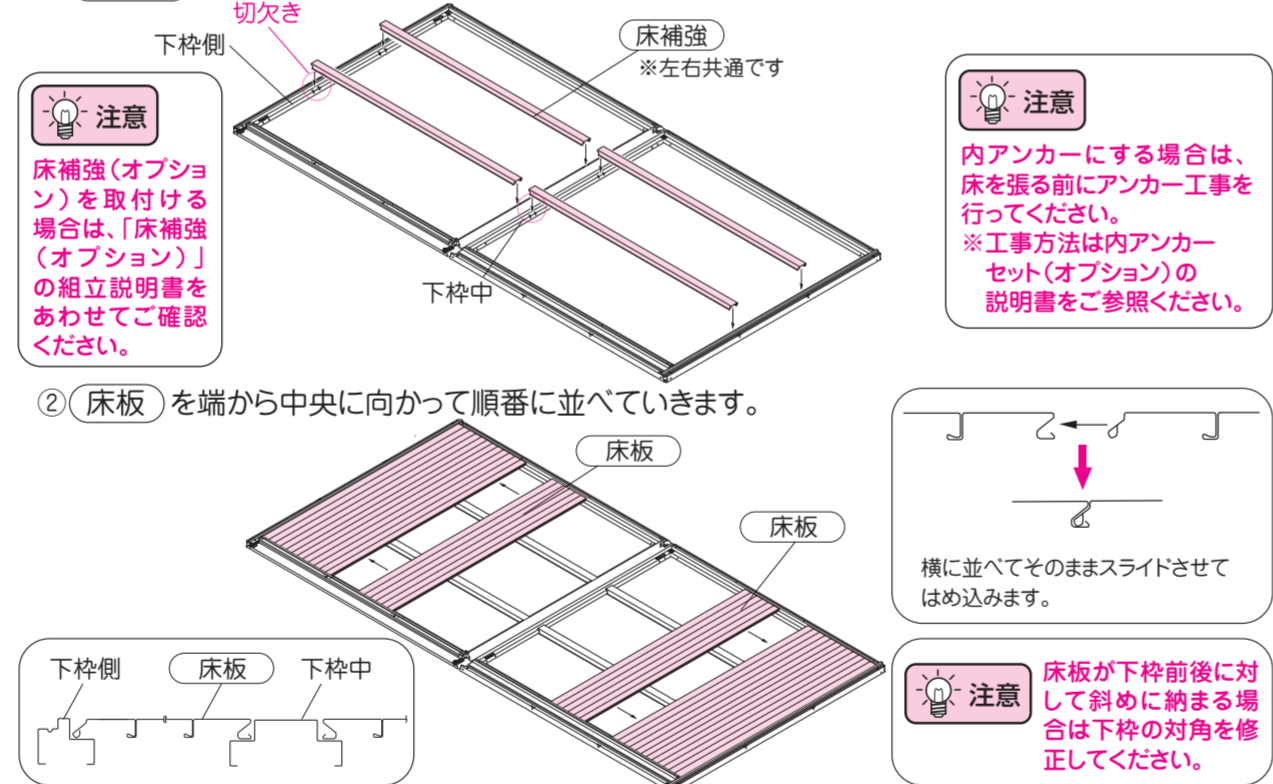 切欠き
下枠側
床補強
※左右共通です
注意
床補強（オプショ
ン）を取付ける
場合は、「床補強
（オプション）」
の組立説明書を
あわせてご確認
ください。
下枠中
注意
内アンカーにする場合は、
床を張る前にアンカー工事を
行ってください。
※工事方法は内アンカー
セット（オプション）の
説明書をご参照ください。
②床板を端から中央に向かって順番に並べていきます。
床板
床板
横に並べてそのままスライドさせて
はめ込みます。
下枠側 床板 下枠中
注意
床板が下枠前後に対
して斜めに納まる場
合は下枠の対角を修
正してください。